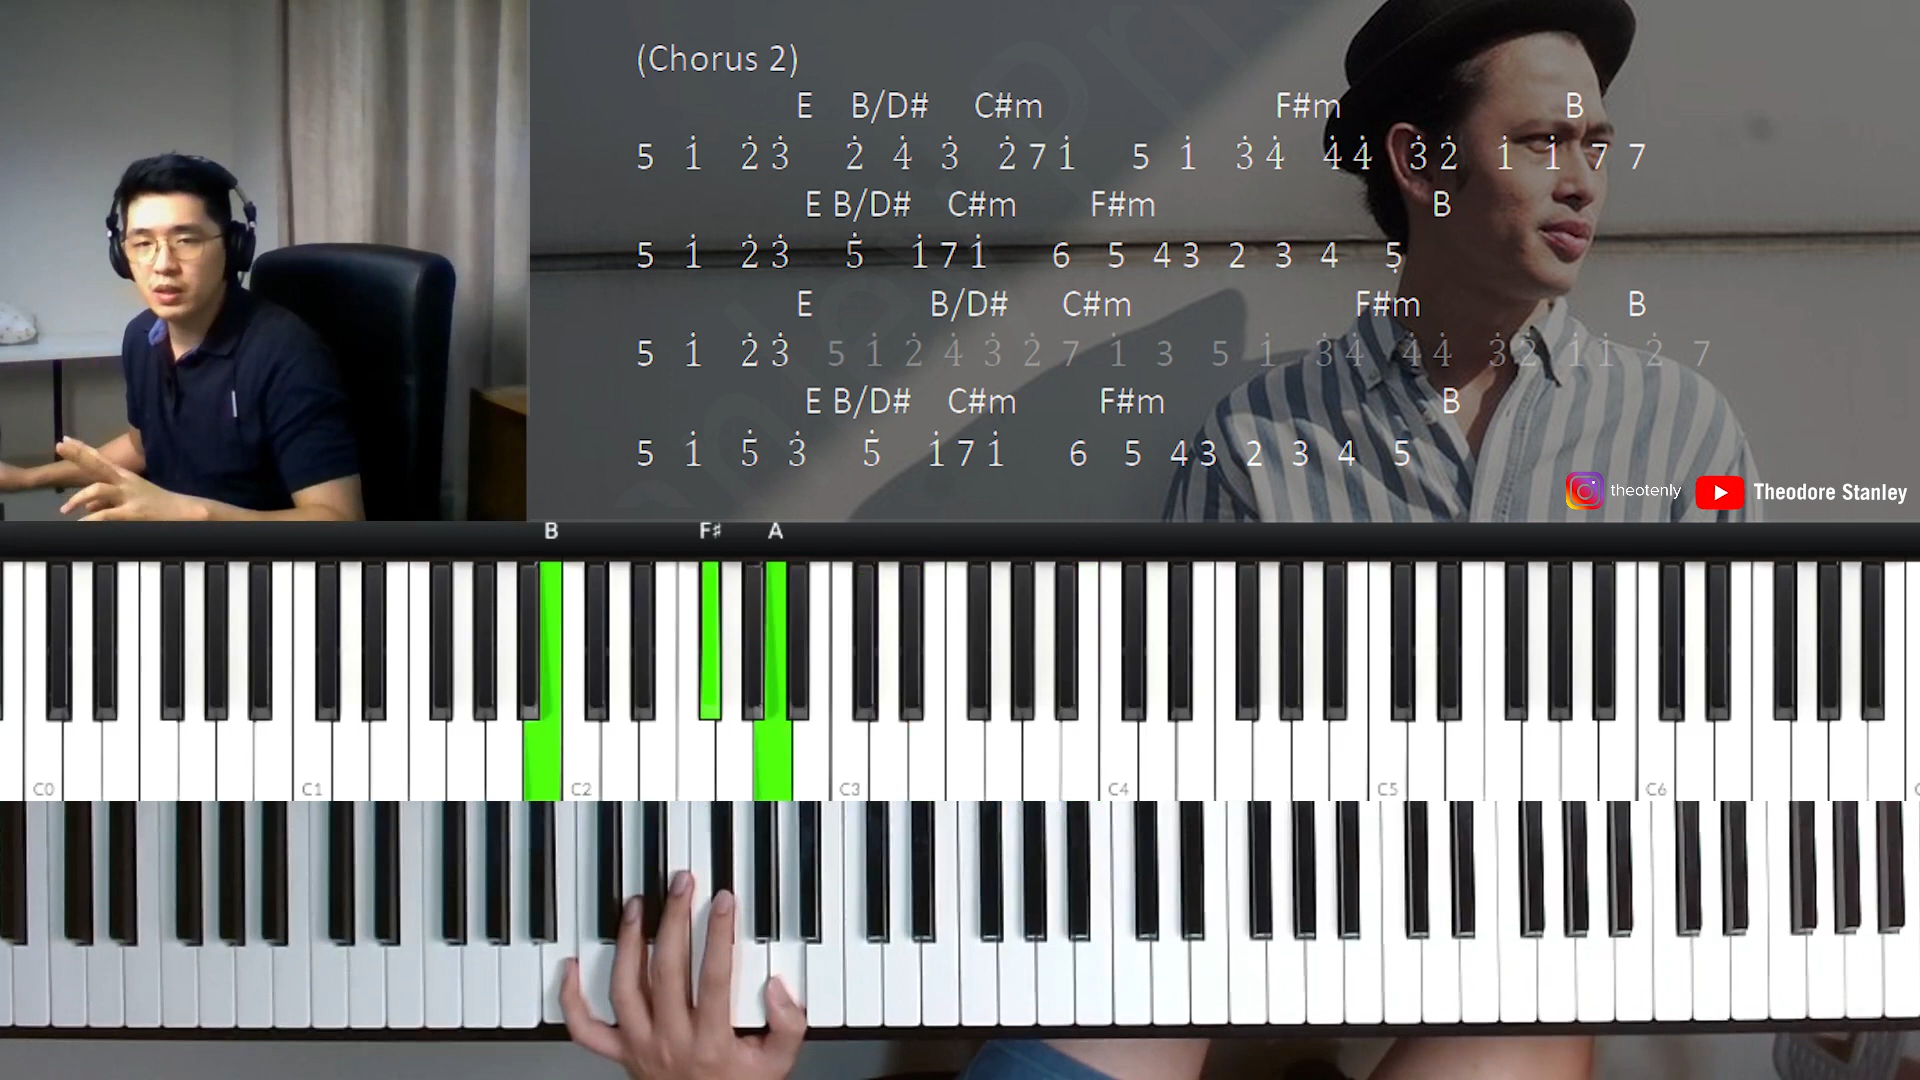 (Chorus 2)
E B/D# C#m F#m B
5 1̇ 2̇ 3̇ 2̇ 4̇ 3̇ 2̇ 7 1̇ 5 1̇ 3̇ 4̇ 4̇ 4̇ 3̇ 2̇ 1̇ 1̇ 7 7
E B/D# C#m F#m B
5 1̇ 2̇ 3̇ 5̇ 1̇ 7 1̇ 6 5 4 3 2 3 4 5̣
E B/D# C#m F#m B
5 1̇ 2̇ 3̇ 5 1̇ 2̇ 4̇ 3̇ 2̇ 7 1̇ 3 5 1̇ 3̇ 4̇ 4̇ 4̇ 3̇ 2̇ 1̇ 1̇ 2̇ 7
E B/D# C#m F#m B
5 1̇ 5̇ 3̇ 5̇ 1̇ 7 1̇ 6 5 4 3 2 3 4 5
theotenly Theodore Stanley
B F♯ A
C0 C1 C2 C3 C4 C5 C6